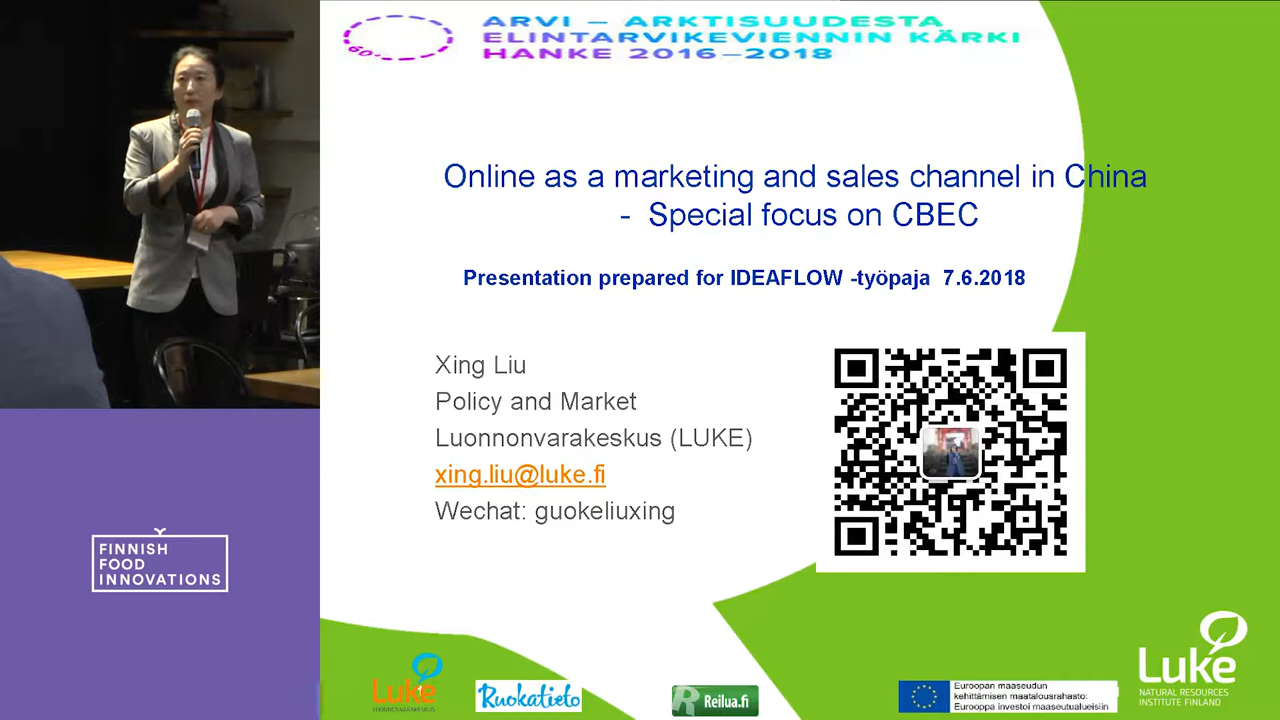 60°
ARVI – ARKTISUUDESTA
ELINTARVIKEVIENNIN KÄRKI
HANKE 2016–2018
Online as a marketing and sales channel in China
- Special focus on CBEC
Presentation prepared for IDEAFLOW -työpaja 7.6.2018
Xing Liu
Policy and Market
Luonnonvarakeskus (LUKE)
xing.liu@luke.fi
Wechat: guokeliuxing
FINNISH
FOOD
INNOVATIONS
Luke
LUONNONVARAKESKUS
Ruokatieto
Reilua.fi
Euroopan maaseudun
kehittämisen maatalousrahasto:
Eurooppa investoi maaseutualueisiin
Luke
NATURAL RESOURCES
INSTITUTE FINLAND